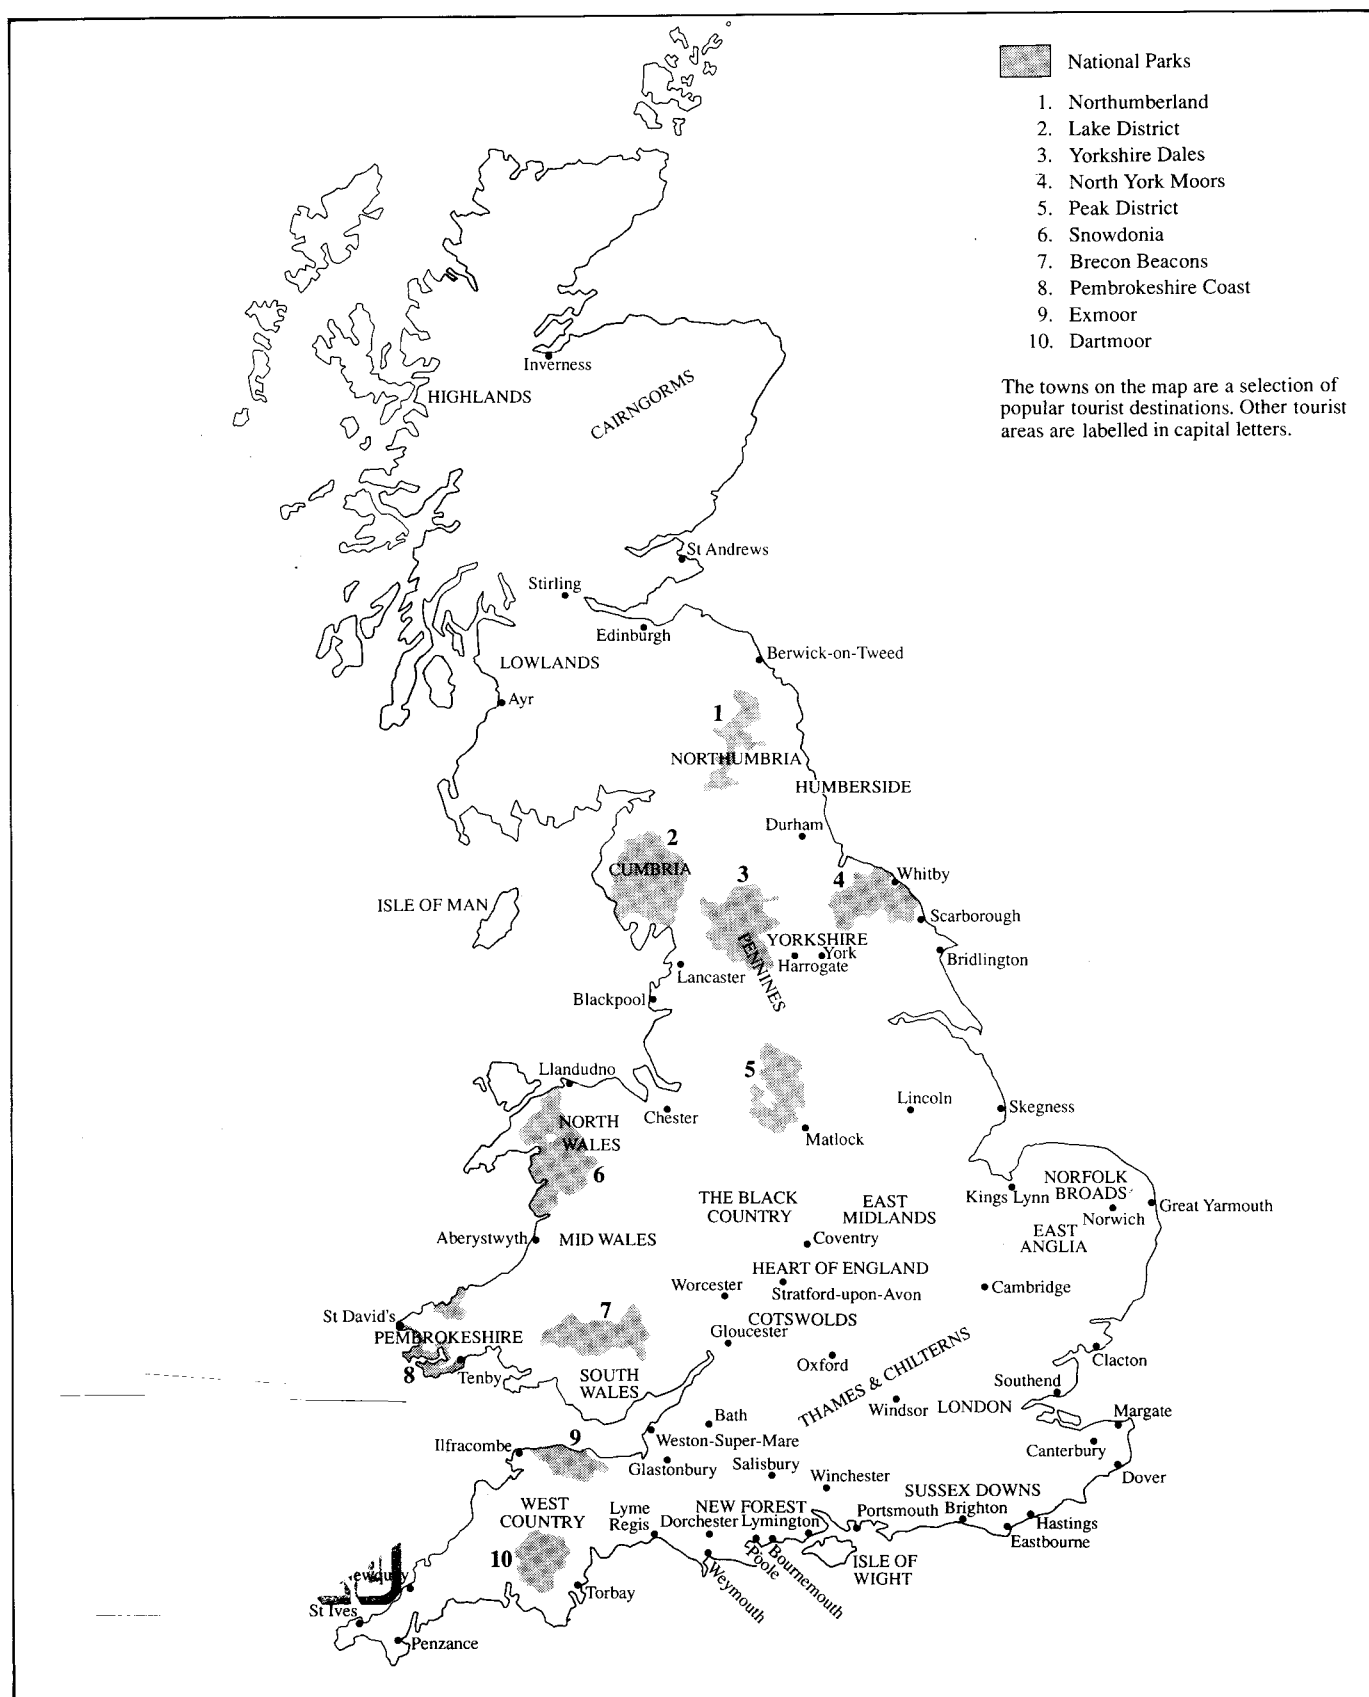 National Parks
1. Northumberland
2. Lake District
3. Yorkshire Dales
4. North York Moors
5. Peak District
6. Snowdonia
7. Brecon Beacons
8. Pembrokeshire Coast
9. Exmoor
10. Dartmoor
The towns on the map are a selection of
popular tourist destinations. Other tourist
areas are labelled in capital letters.
Inverness
HIGHLANDS
CAIRNGORMS
St Andrews
Stirling
Edinburgh
Berwick-on-Tweed
LOWLANDS
Ayr
1
NORTHUMBRIA
HUMBERSIDE
Durham
2
CUMBRIA
3
4
Whitby
ISLE OF MAN
Scarborough
YORKSHIRE
York
Harrogate
Bridlington
PENNINES
Lancaster
Blackpool
Llandudno
5
Chester
Lincoln
Skegness
NORTH
WALES
Matlock
6
Kings Lynn
NORFOLK
BROADS
Great Yarmouth
Norwich
THE BLACK
COUNTRY
EAST
MIDLANDS
EAST
ANGLIA
Aberystwyth
MID WALES
Coventry
HEART OF ENGLAND
Worcester
Stratford-upon-Avon
Cambridge
St David's
7
COTSWOLDS
PEMBROKESHIRE
Gloucester
8
Tenby
SOUTH
WALES
Oxford
THAMES & CHILTERNS
Clacton
Southend
Windsor
LONDON
Margate
Bath
Ilfracombe
9
Weston-Super-Mare
Canterbury
Glastonbury
Salisbury
Dover
Winchester
SUSSEX DOWNS
WEST
COUNTRY
Lyme
Regis
NEW FOREST
Dorchester
Lymington
Portsmouth
Brighton
Hastings
Eastbourne
10
Poole
Bournemouth
ISLE OF
WIGHT
Weymouth
Torbay
St Ives
Penzance